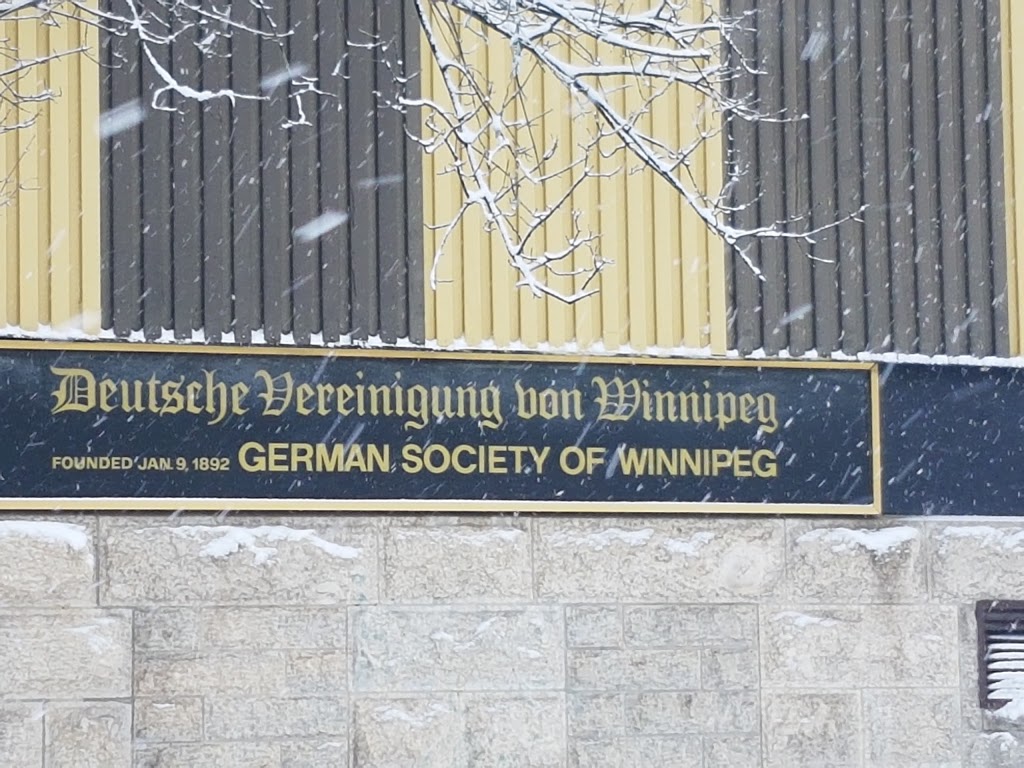 Deutsche Vereinigung von Winnipeg
FOUNDED JAN. 9, 1892 GERMAN SOCIETY OF WINNIPEG